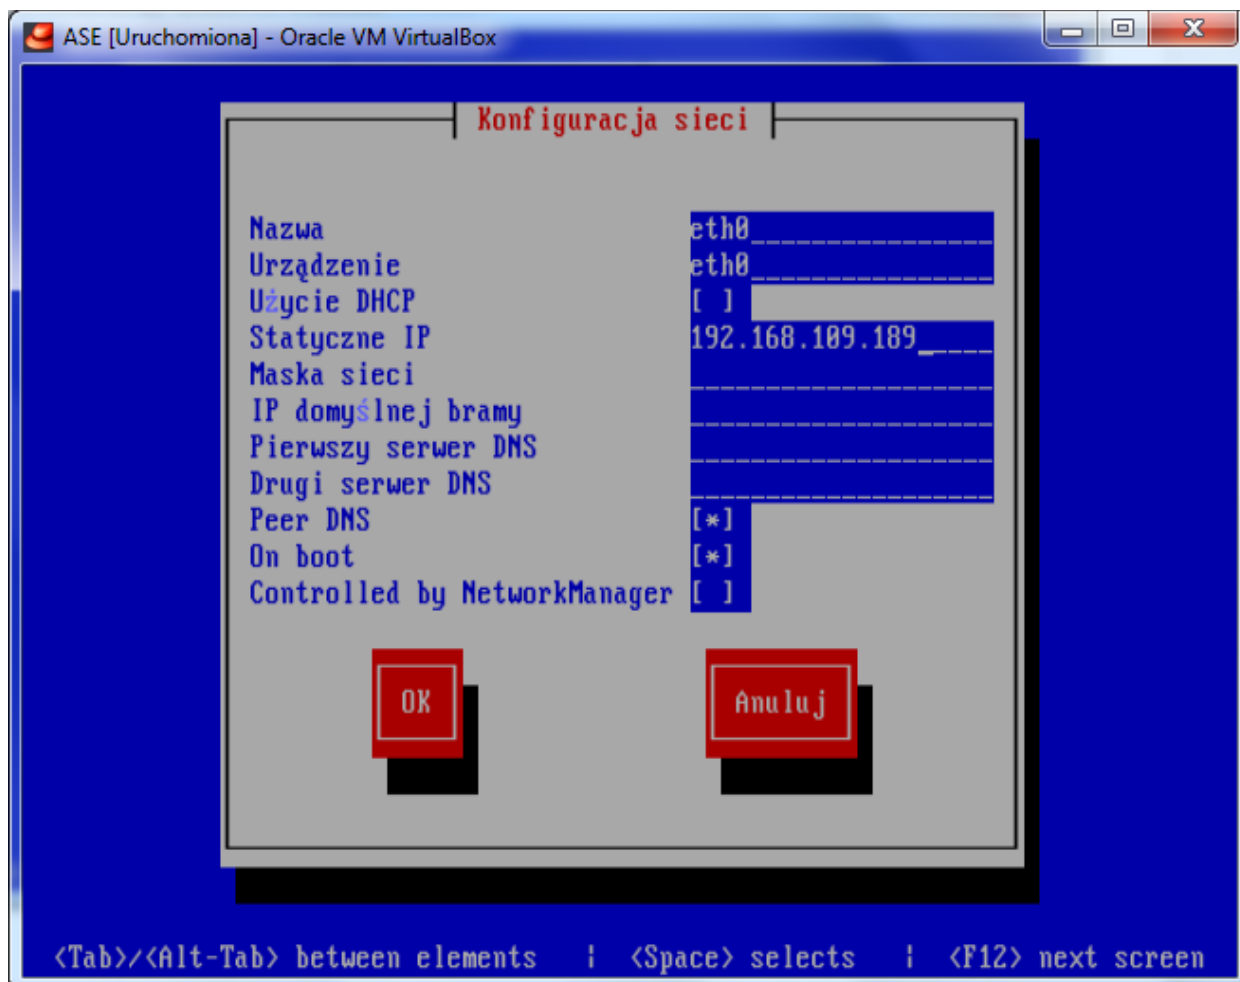 ASE [Uruchomiona] - Oracle VM VirtualBox
Konfiguracja sieci
Nazwa eth0
Urządzenie eth0
Użycie DHCP [ ]
Statyczne IP 192.168.109.189
Maska sieci
IP domyślnej bramy
Pierwszy serwer DNS
Drugi serwer DNS
Peer DNS [*]
On boot [*]
Controlled by NetworkManager [ ]
OK Anuluj
<Tab>/<Alt-Tab> between elements | <Space> selects | <F12> next screen